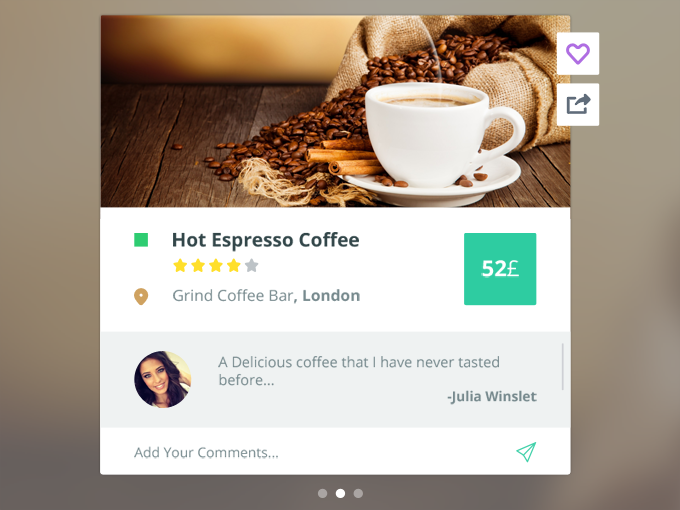 Hot Espresso Coffee
52£
Grind Coffee Bar, London
A Delicious coffee that I have never tasted
before...
-Julia Winslet
Add Your Comments...